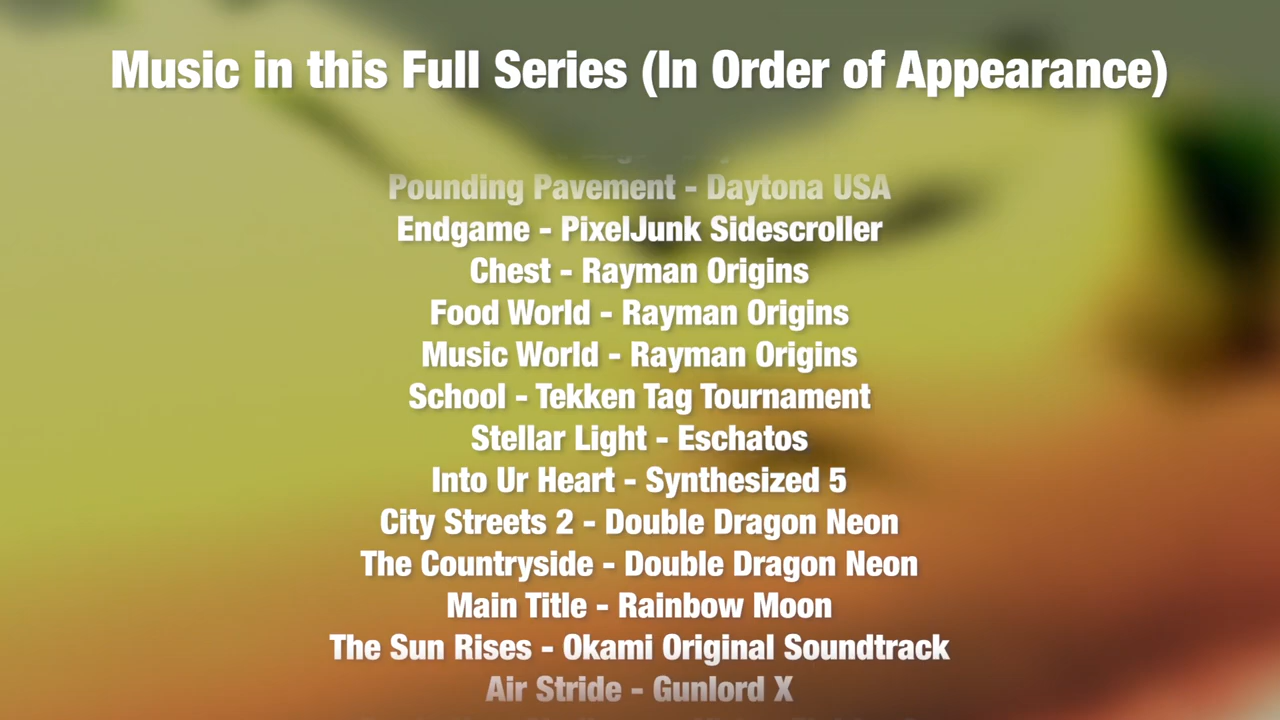 Music in this Full Series (In Order of Appearance)
Pounding Pavement - Daytona USA
Endgame - PixelJunk Sidescroller
Chest - Rayman Origins
Food World - Rayman Origins
Music World - Rayman Origins
School - Tekken Tag Tournament
Stellar Light - Eschatos
Into Ur Heart - Synthesized 5
City Streets 2 - Double Dragon Neon
The Countryside - Double Dragon Neon
Main Title - Rainbow Moon
The Sun Rises - Okami Original Soundtrack
Air Stride - Gunlord X